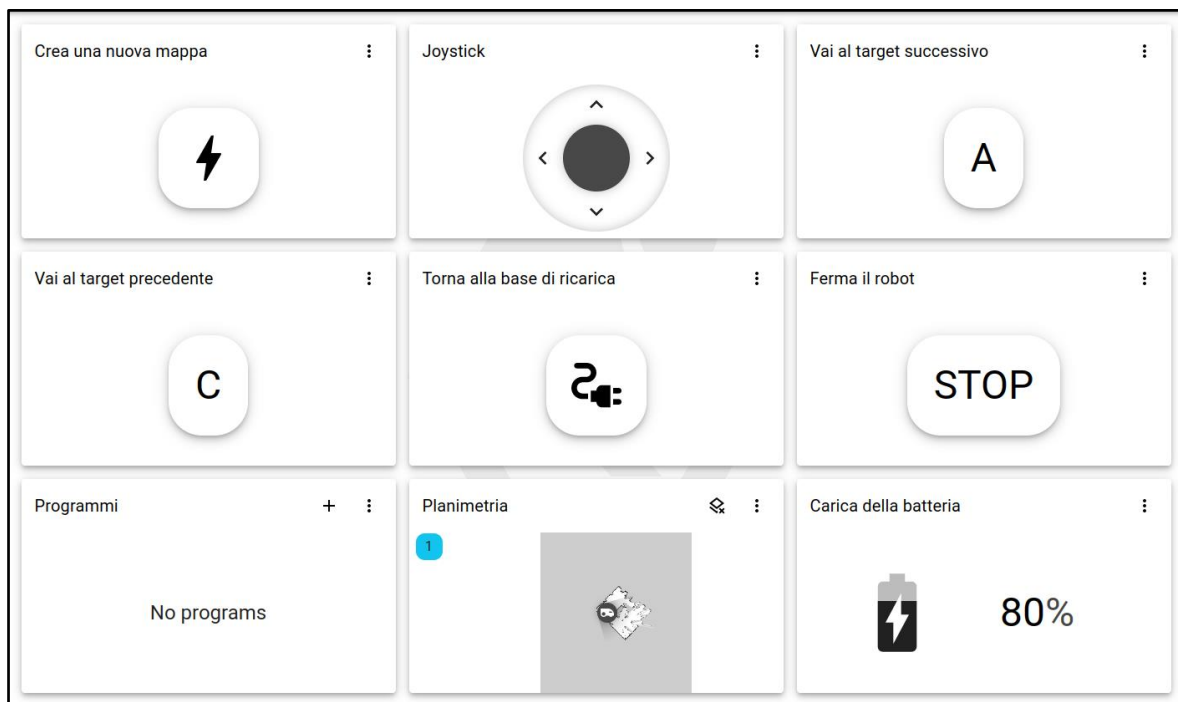 Crea una nuova mappa
Joystick
Vai al target successivo
A
Vai al target precedente
Torna alla base di ricarica
Ferma il robot
C
STOP
Programmi
Planimetria
Carica della batteria
1
No programs
80%